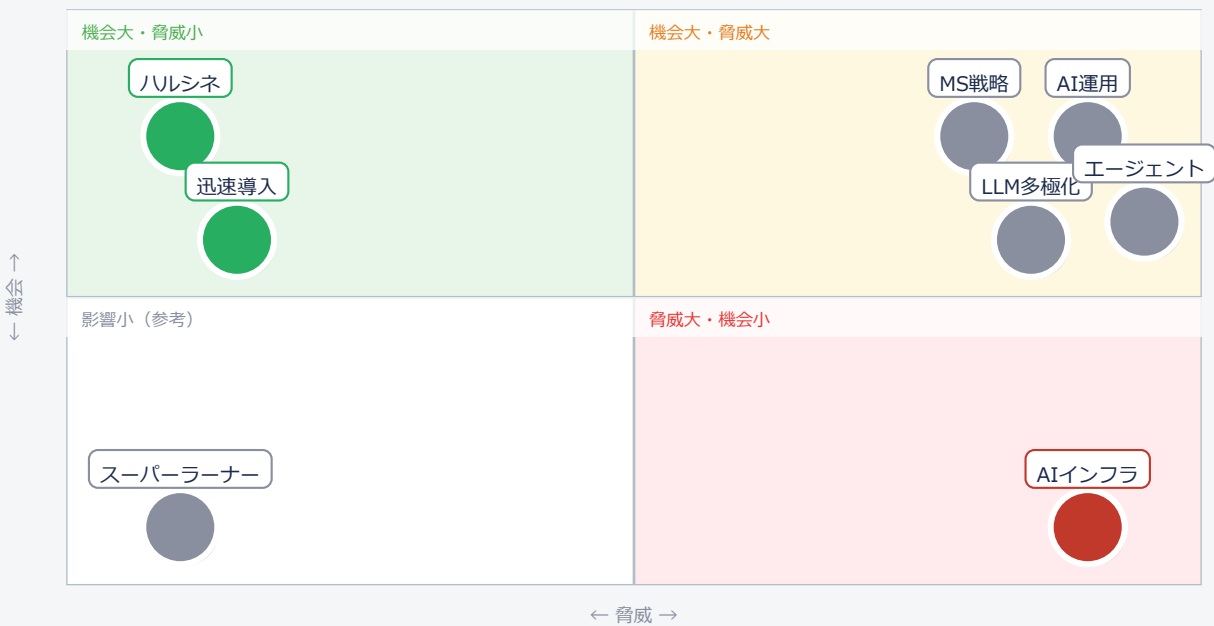 機会大・脅威小
機会大・脅威大
ハルシネ
MS戦略
AI運用
迅速導入
LLM多極化
エージェント
← 機会 →
影響小（参考）
脅威大・機会小
スーパーラーナー
AIインフラ
← 脅威 →